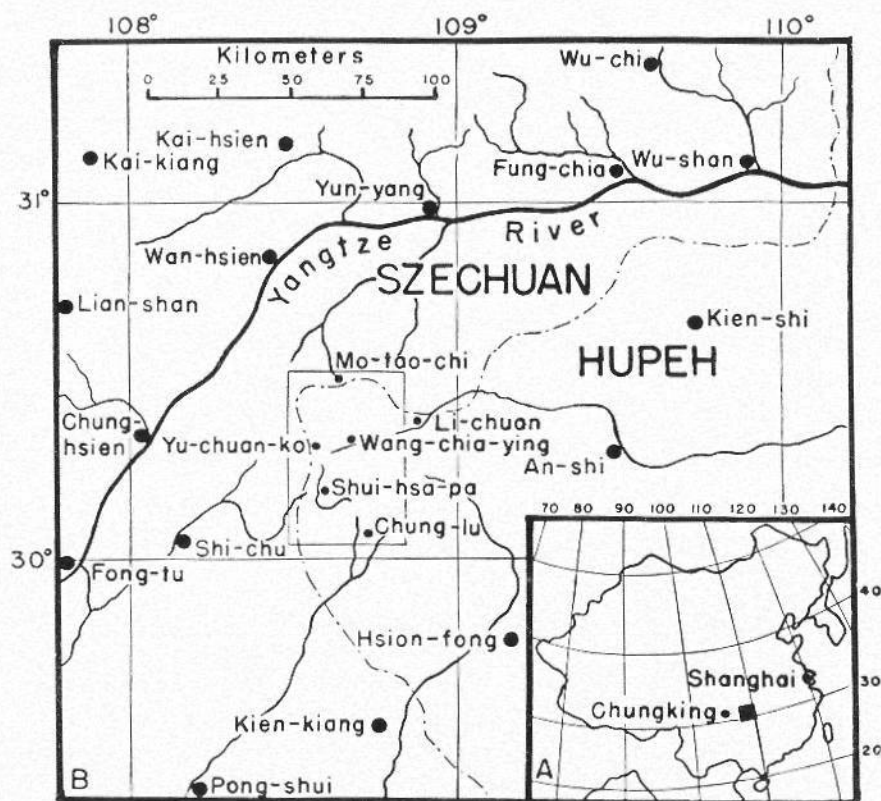 108° 109° 110°
Kilometers
0 25 50 75 100
Wu-chi
Kai-hsien
Kai-kiang
Fung-chia
Wu-shan
Yun-yang
31°
Yangtze River
Wan-hsien
SZECHUAN
Lian-shan
Kien-shi
HUPEH
Mo-tao-chi
Li-chuan
Chung-
hsien
Yu-chuan-ko
Wang-chia-ying
An-shi
Shui-hsa-pa
Chung-lu
Shi-chu
30°
Fong-tu
Hsion-fong
Kien-kiang
Pong-shui
B
70 80 90 100 110 120 130 140
40
Shanghai
30
Chungking
20
A